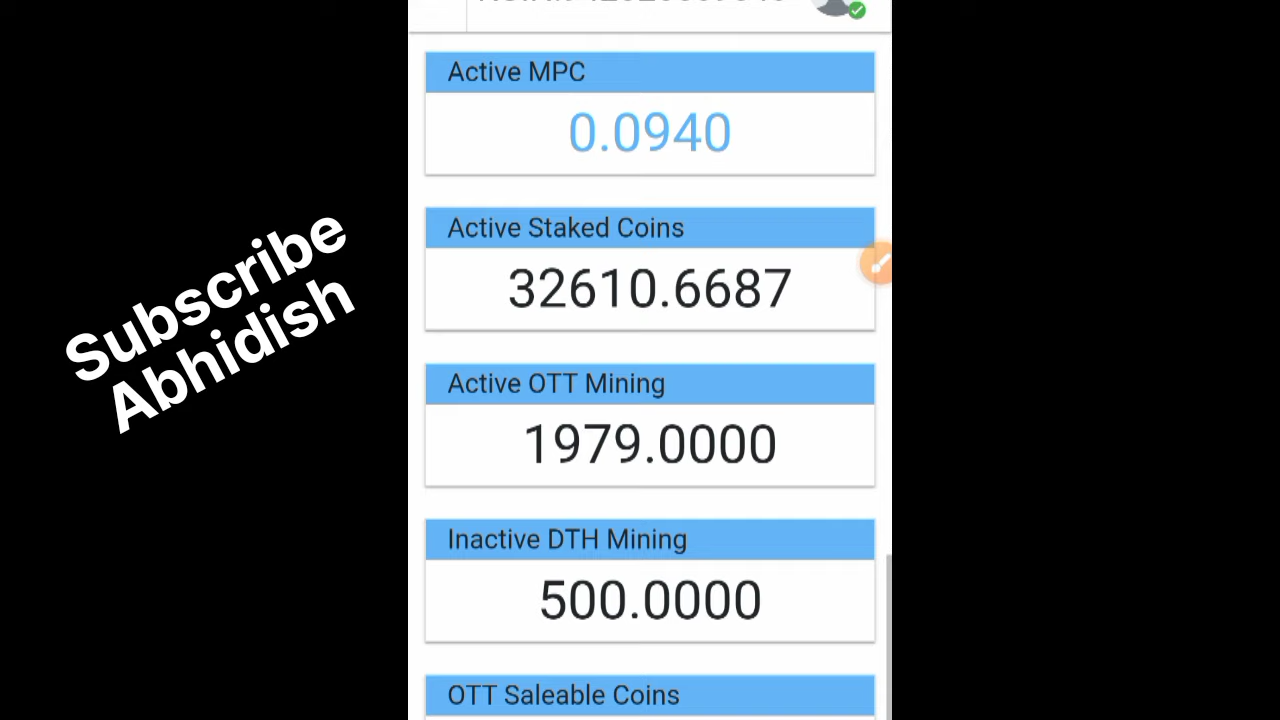 Active MPC
0.0940
Active Staked Coins
32610.6687
Active OTT Mining
1979.0000
Inactive DTH Mining
500.0000
OTT Saleable Coins
Subscribe
Abhidish